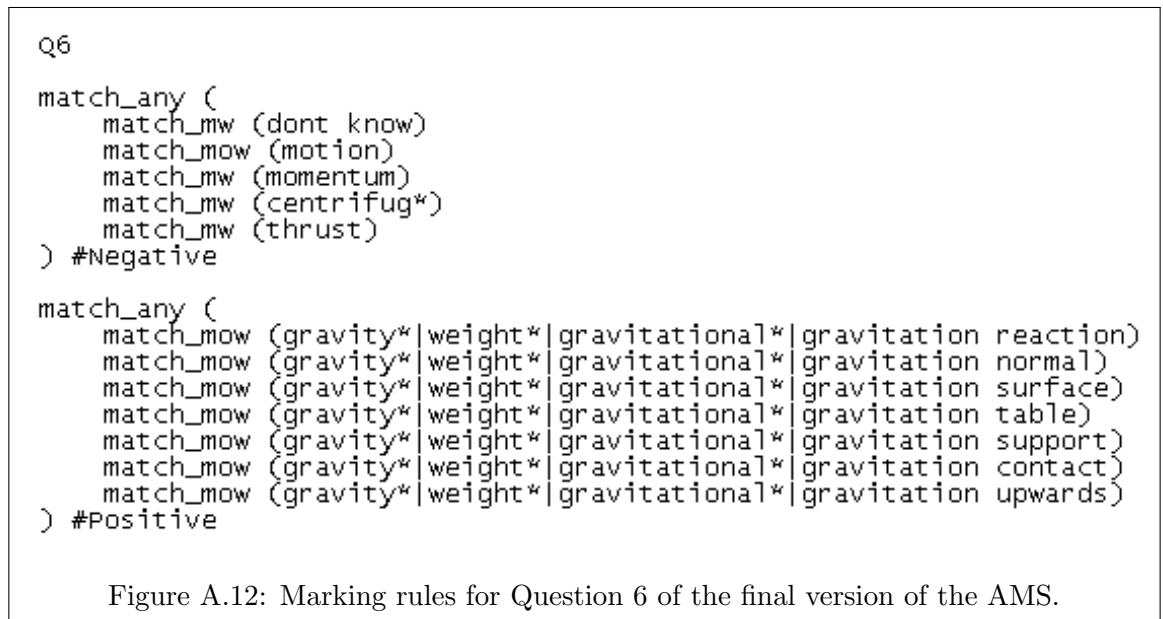 Q6
match_any (
match_mw (dont know)
match_mow (motion)
match_mw (momentum)
match_mw (centrifug*)
match_mw (thrust)
) #Negative
match_any (
match_mow (gravity*|weight*|gravitational*|gravitation reaction)
match_mow (gravity*|weight*|gravitational*|gravitation normal)
match_mow (gravity*|weight*|gravitational*|gravitation surface)
match_mow (gravity*|weight*|gravitational*|gravitation table)
match_mow (gravity*|weight*|gravitational*|gravitation support)
match_mow (gravity*|weight*|gravitational*|gravitation contact)
match_mow (gravity*|weight*|gravitational*|gravitation upwards)
) #Positive
Figure A.12: Marking rules for Question 6 of the final version of the AMS.